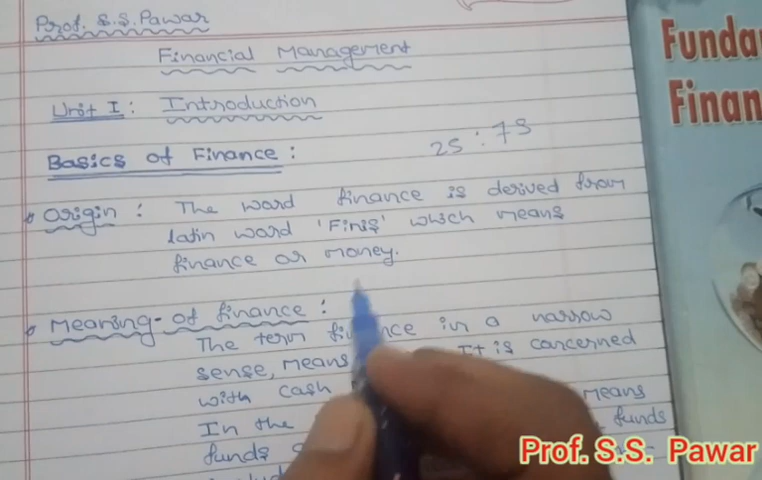 Prof. S.S. Pawar
Financial Management
Unit I : Introduction
25 : 75
Basics of Finance :
Origin : The word finance is derived from
latin word 'Finis' which means
finance or money.
Meaning of finance :
The term finance in a narrow
sense, means It is concerned
with cash means
In the funds
funds
Funda
Finan
Prof. S.S. Pawar